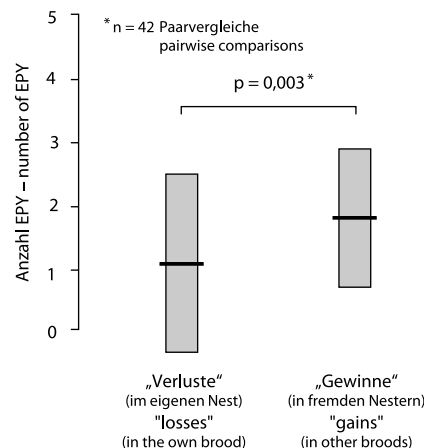 5
* n = 42 Paarvergleiche
pairwise comparisons
4
p = 0,003 *
3
2
1
0
Anzahl EPY – number of EPY
„Verluste“
(im eigenen Nest)
"losses"
(in the own brood)
„Gewinne“
(in fremden Nestern)
"gains"
(in other broods)